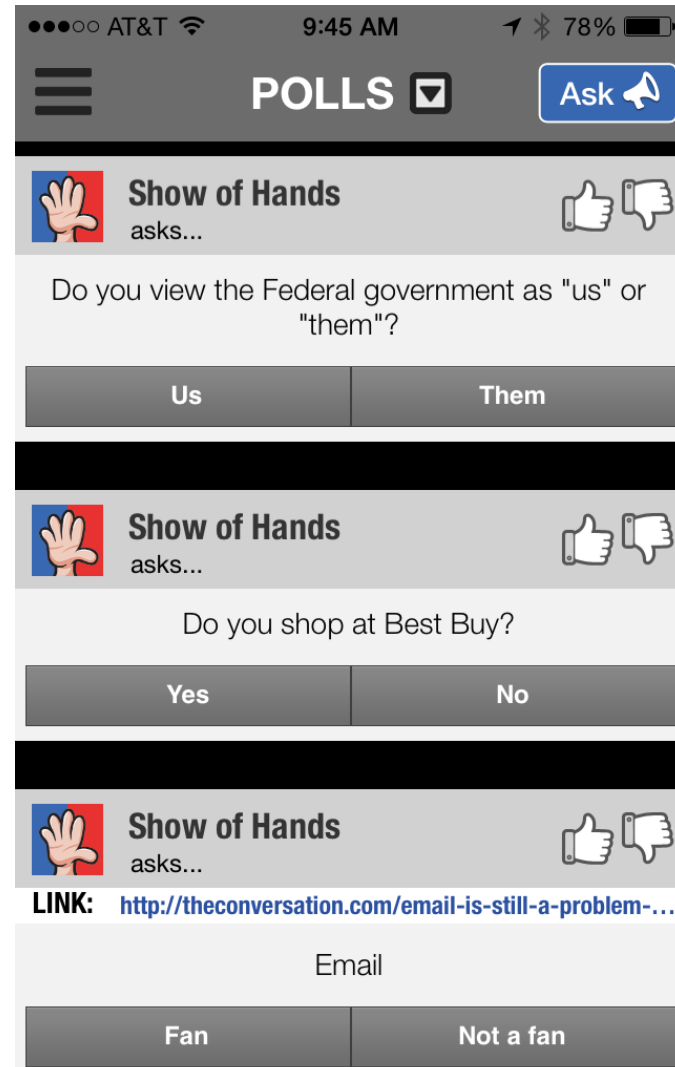 AT&T 9:45 AM 78%
POLLS Ask
Show of Hands
asks...
Do you view the Federal government as "us" or
"them"?
Us Them
Show of Hands
asks...
Do you shop at Best Buy?
Yes No
Show of Hands
asks...
LINK: http://theconversation.com/email-is-still-a-problem-...
Email
Fan Not a fan